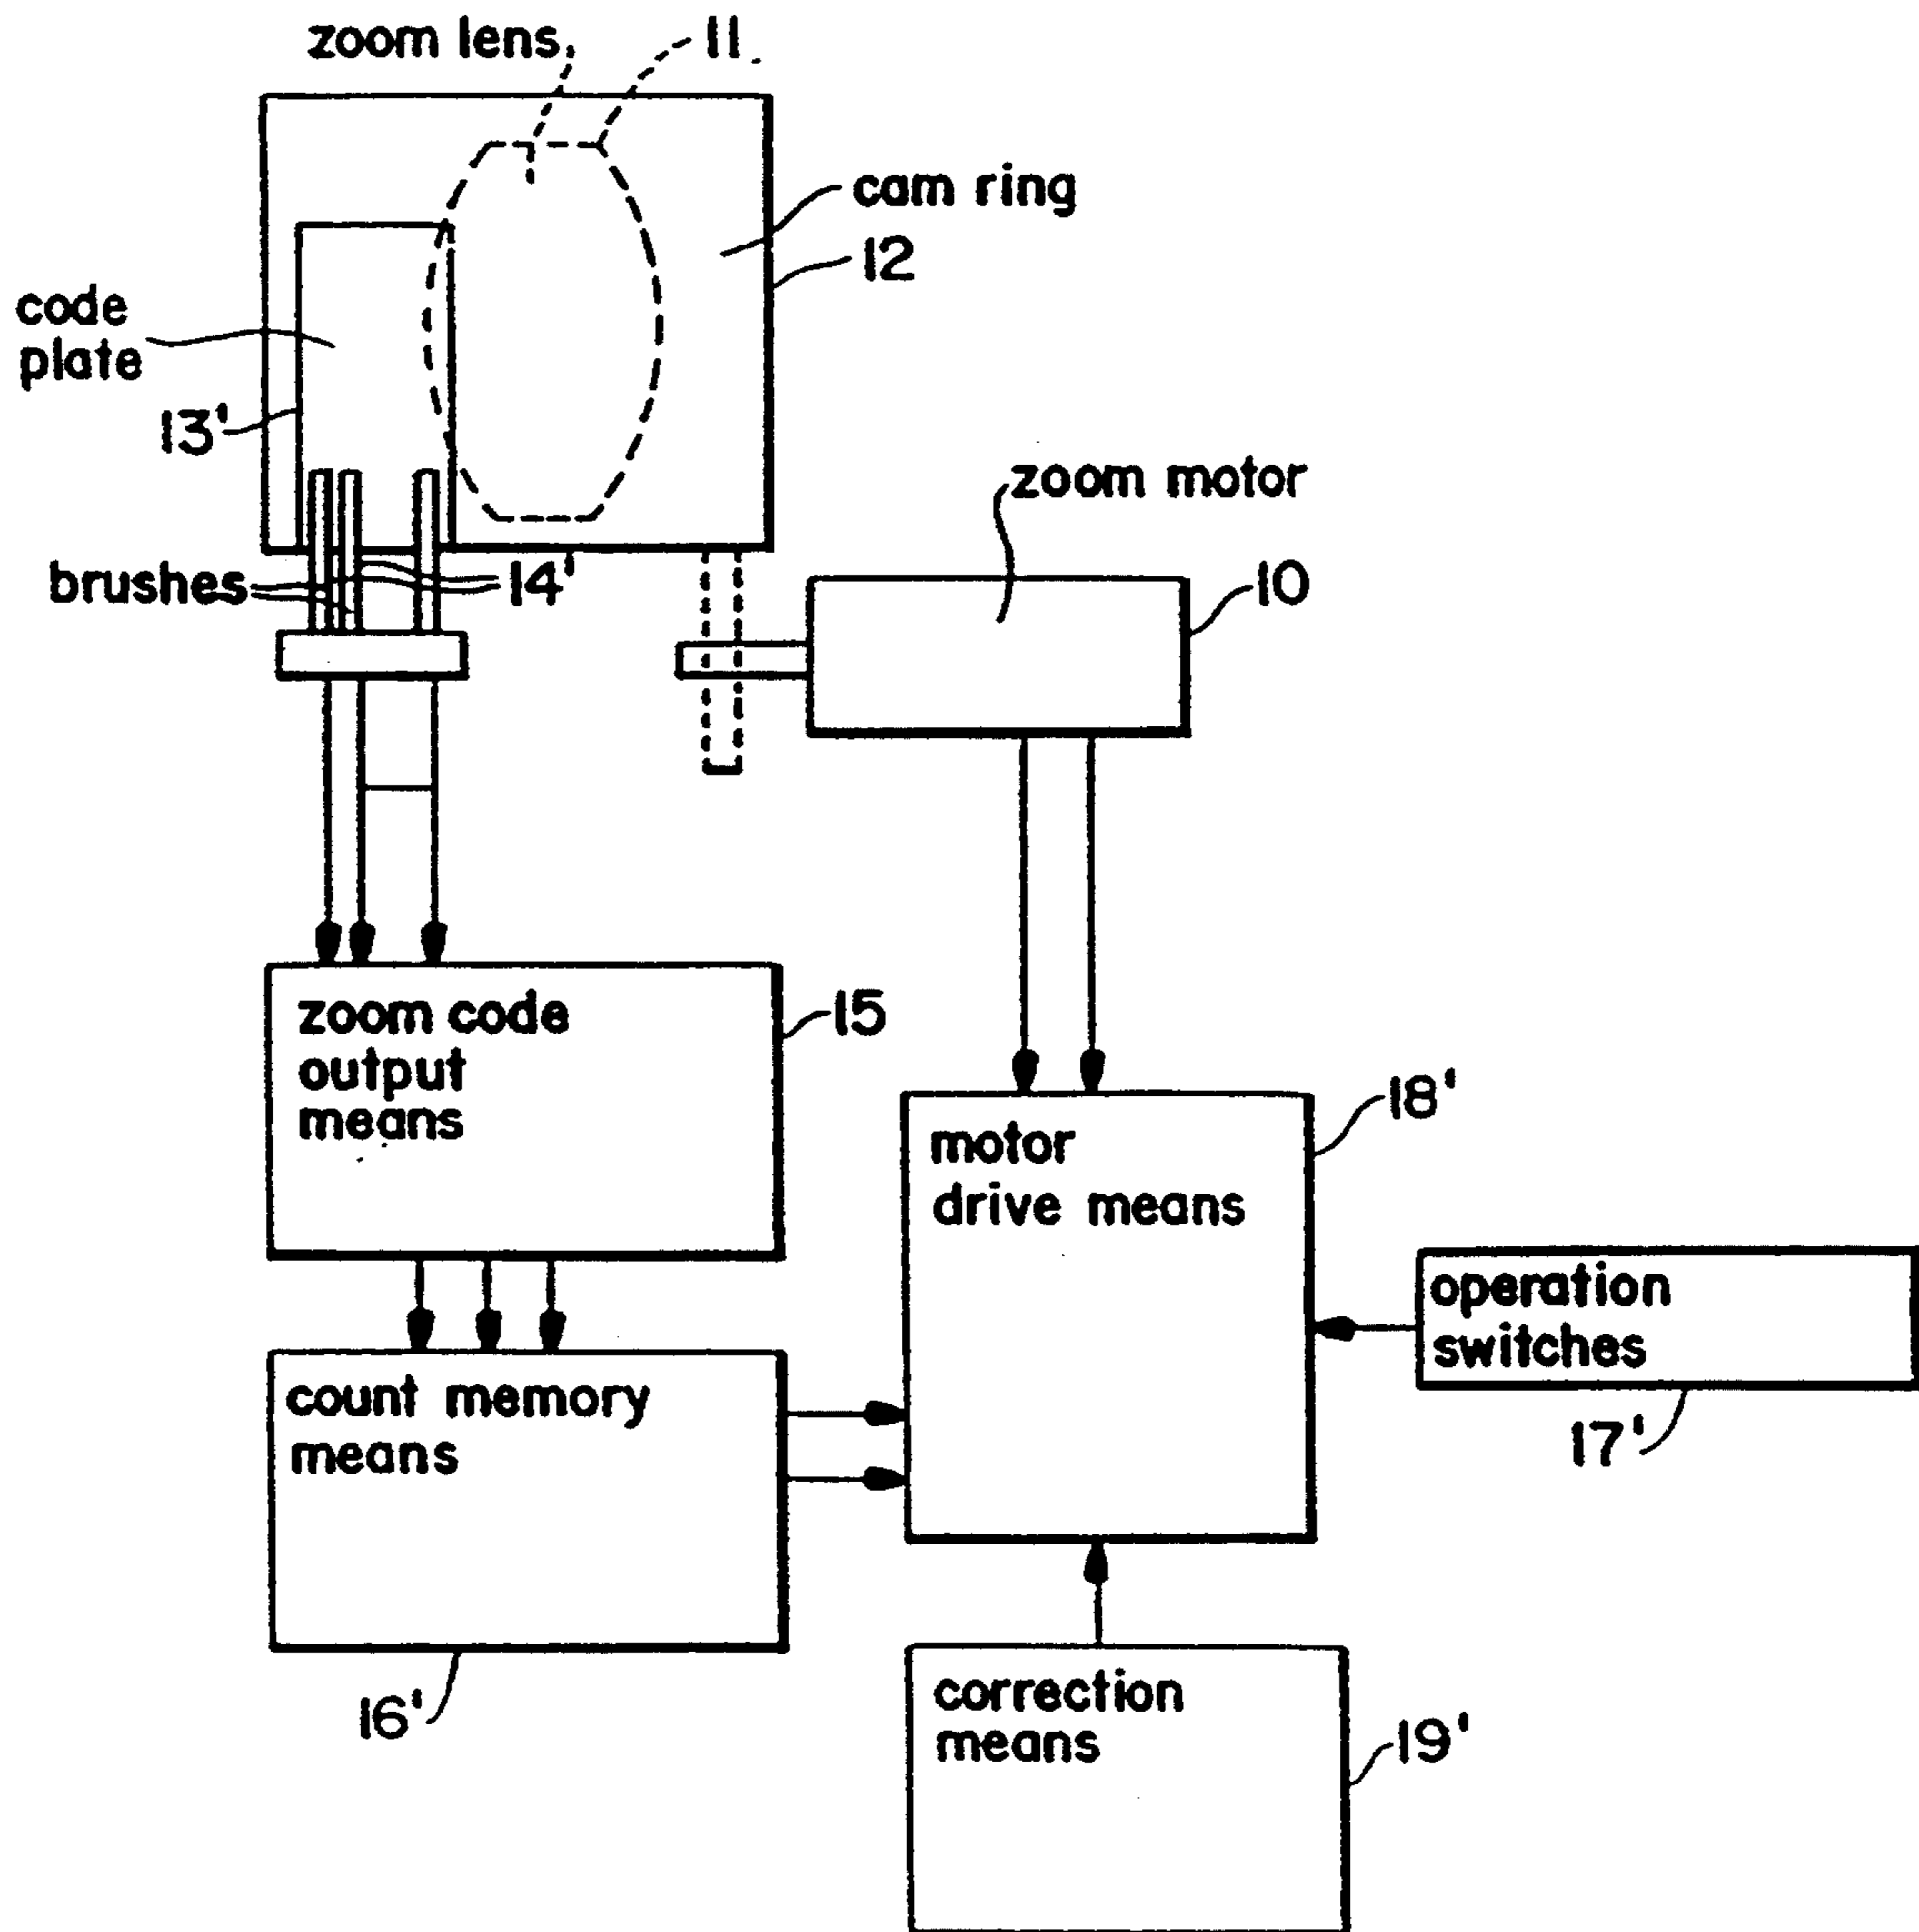 zoom lens
11
cam ring
12
code
plate
13'
zoom motor
brushes
14'
10
zoom code
output
means
15
motor
drive means
18'
operation
switches
17'
count memory
means
16'
correction
means
19'